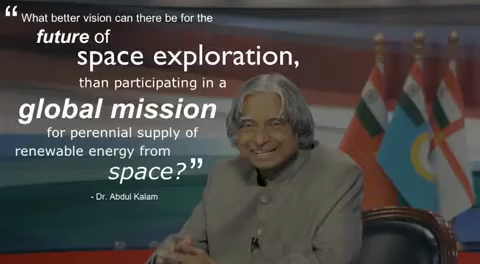 “ What better vision can there be for the
future of
space exploration,
than participating in a
global mission
for perennial supply of
renewable energy from
space? ”
- Dr. Abdul Kalam